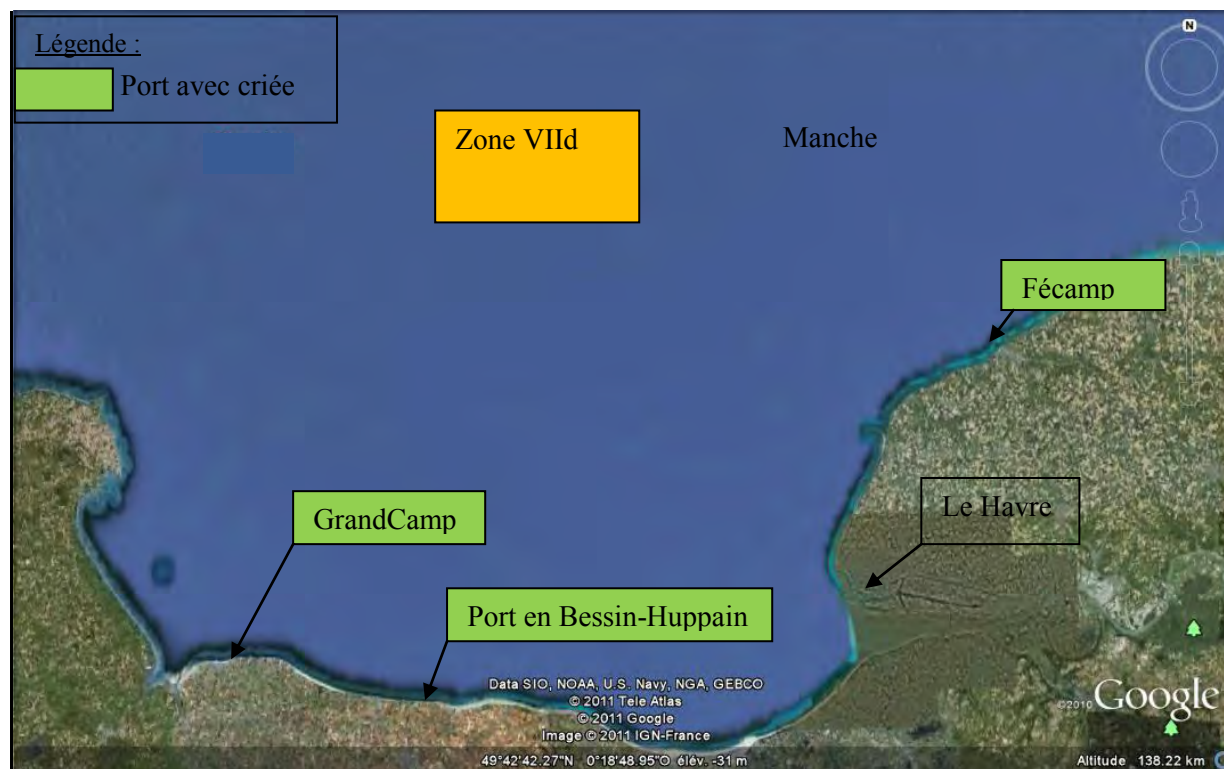 Légende :
Port avec criée
Zone VIId
Manche
N
Fécamp
Le Havre
GrandCamp
Port en Bessin-Huppain
Data SIO, NOAA, U.S. Navy, NGA, GEBCO
© 2011 Tele Atlas
© 2011 Google
Image © 2011 IGN-France
©2010 Google
49°42'42.27"N 0°18'48.95"O élév. -31 m
Altitude 138.22 km